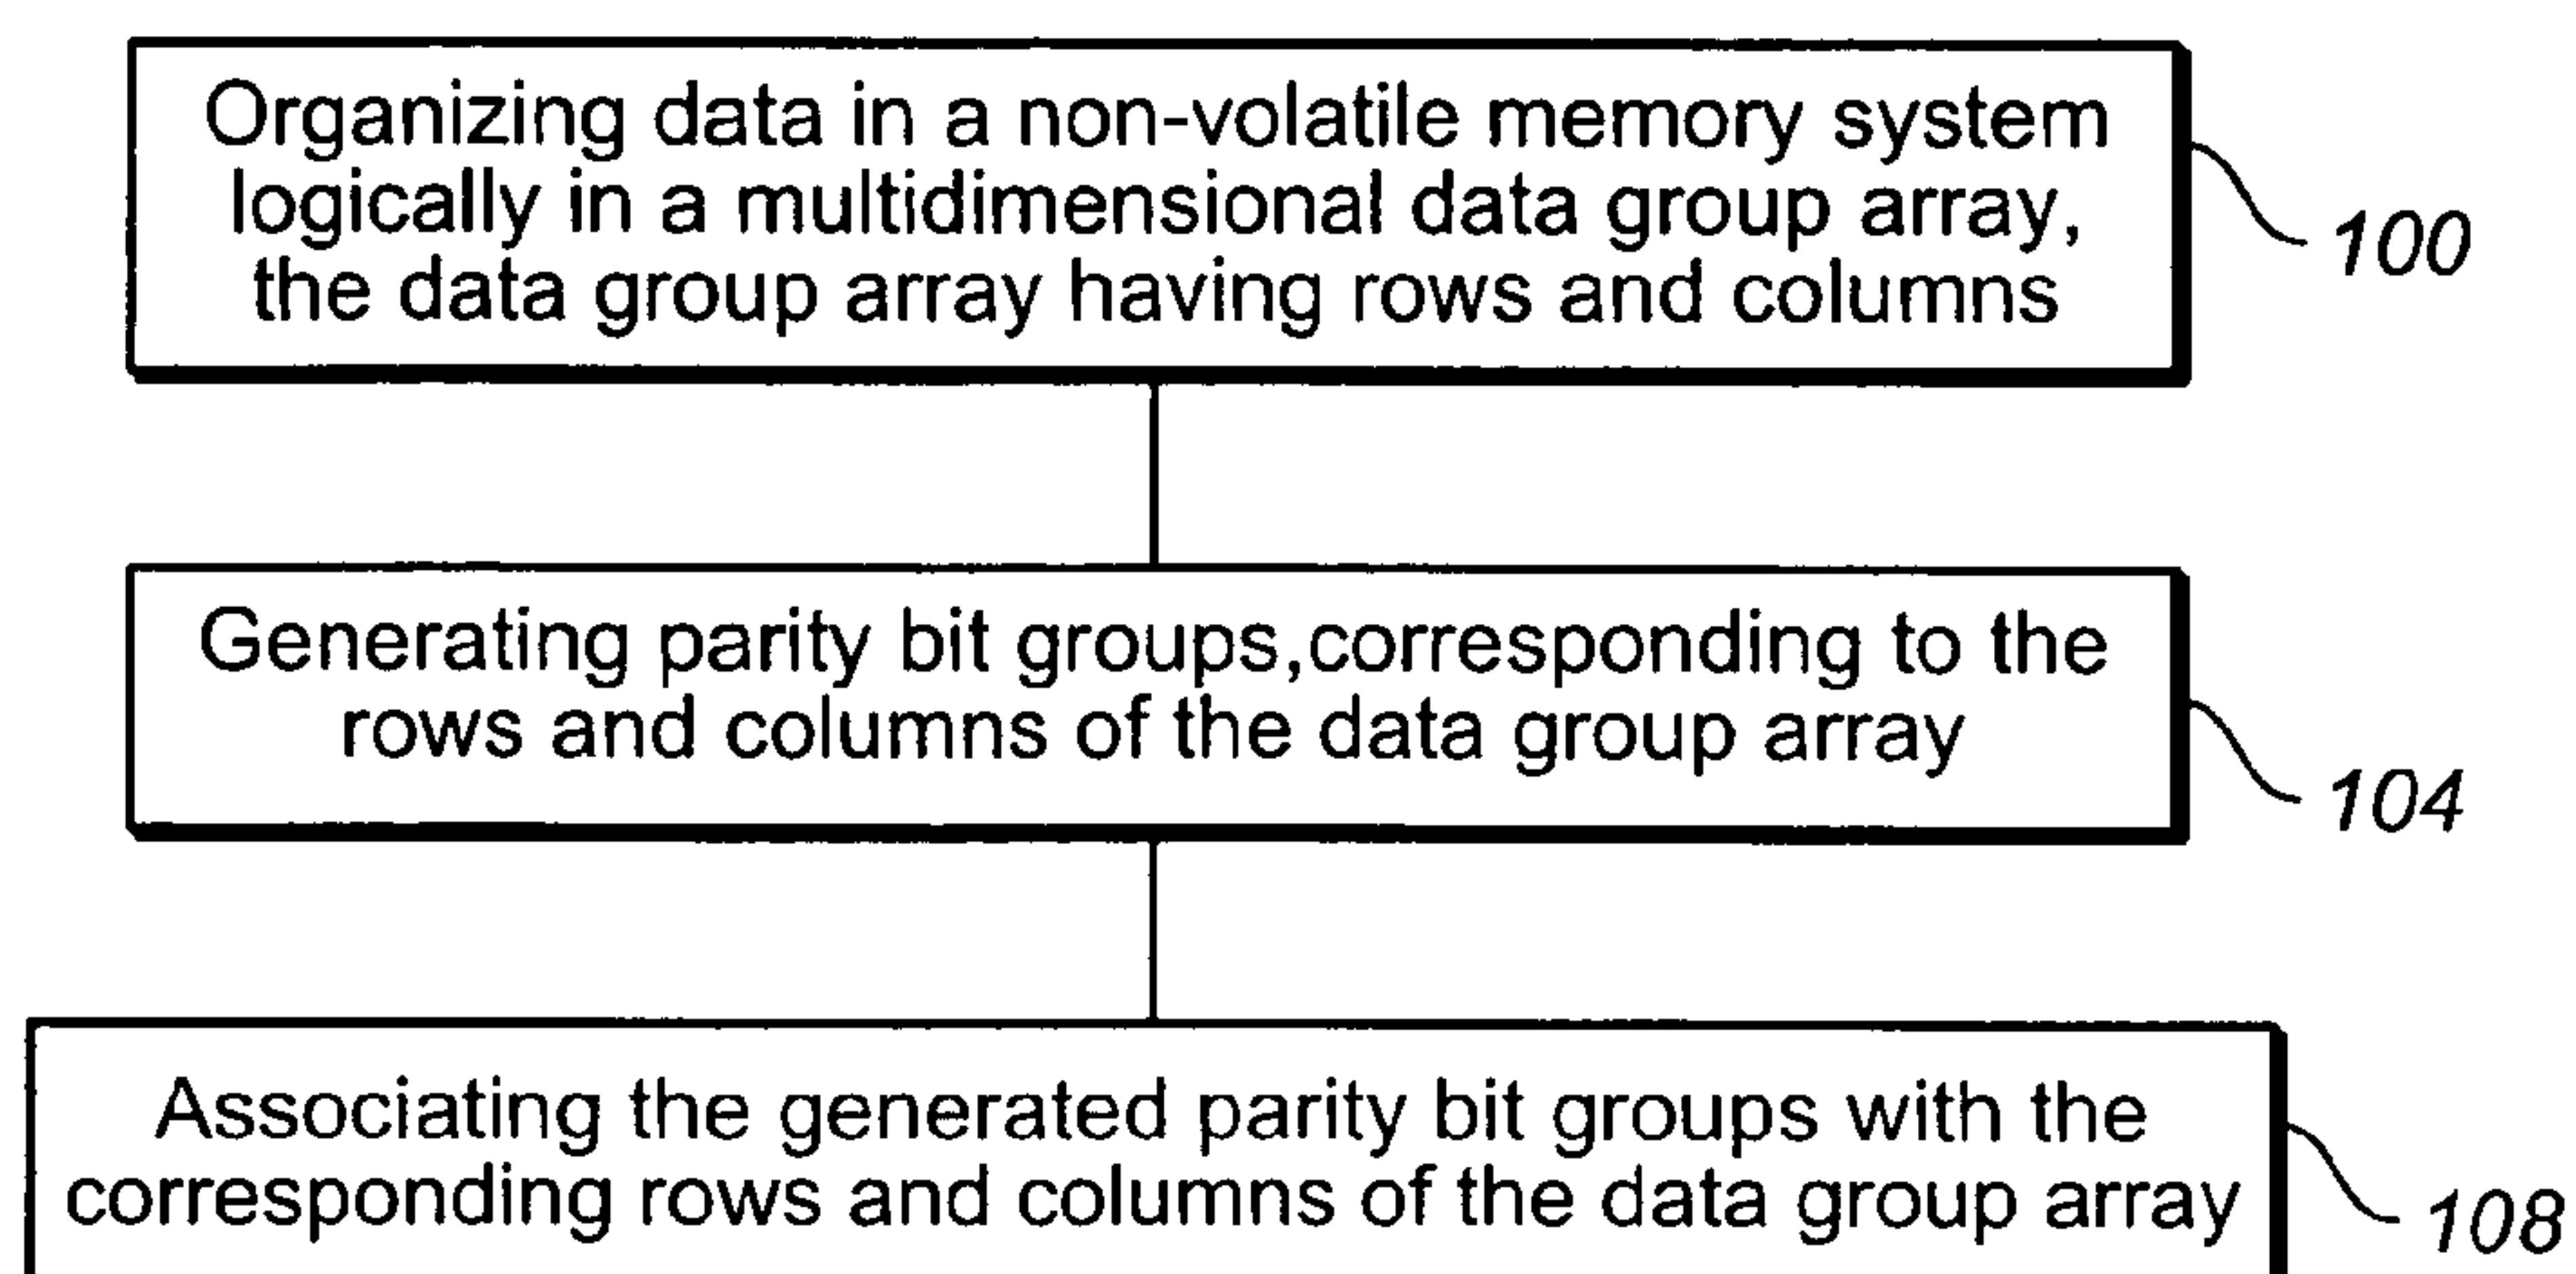 Organizing data in a non-volatile memory system
logically in a multidimensional data group array,
the data group array having rows and columns
100
Generating parity bit groups,corresponding to the
rows and columns of the data group array
104
Associating the generated parity bit groups with the
corresponding rows and columns of the data group array
108